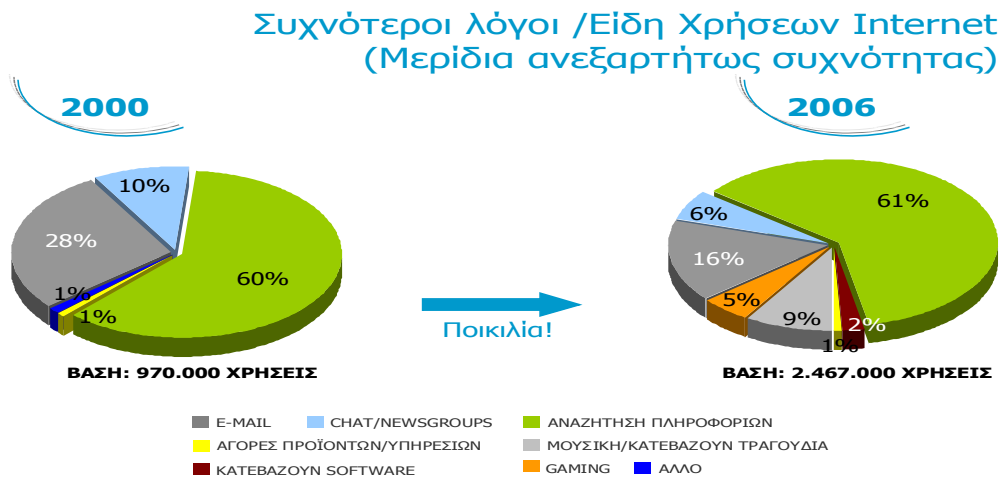 Συχνότεροι λόγοι /Είδη Χρήσεων Internet
(Μερίδια ανεξαρτήτως συχνότητας)
2000
2006
10%
28%
60%
1%
1%
ΒΑΣΗ: 970.000 ΧΡΗΣΕΙΣ
Ποικιλία!
61%
6%
16%
5%
9%
2%
1%
ΒΑΣΗ: 2.467.000 ΧΡΗΣΕΙΣ
E-MAIL CHAT/NEWSGROUPS ΑΝΑΖΗΤΗΣΗ ΠΛΗΡΟΦΟΡΙΩΝ
ΑΓΟΡΕΣ ΠΡΟΪΟΝΤΩΝ/ΥΠΗΡΕΣΙΩΝ ΜΟΥΣΙΚΗ/ΚΑΤΕΒΑΖΟΥΝ ΤΡΑΓΟΥΔΙΑ
ΚΑΤΕΒΑΖΟΥΝ SOFTWARE GAMING ΑΛΛΟ